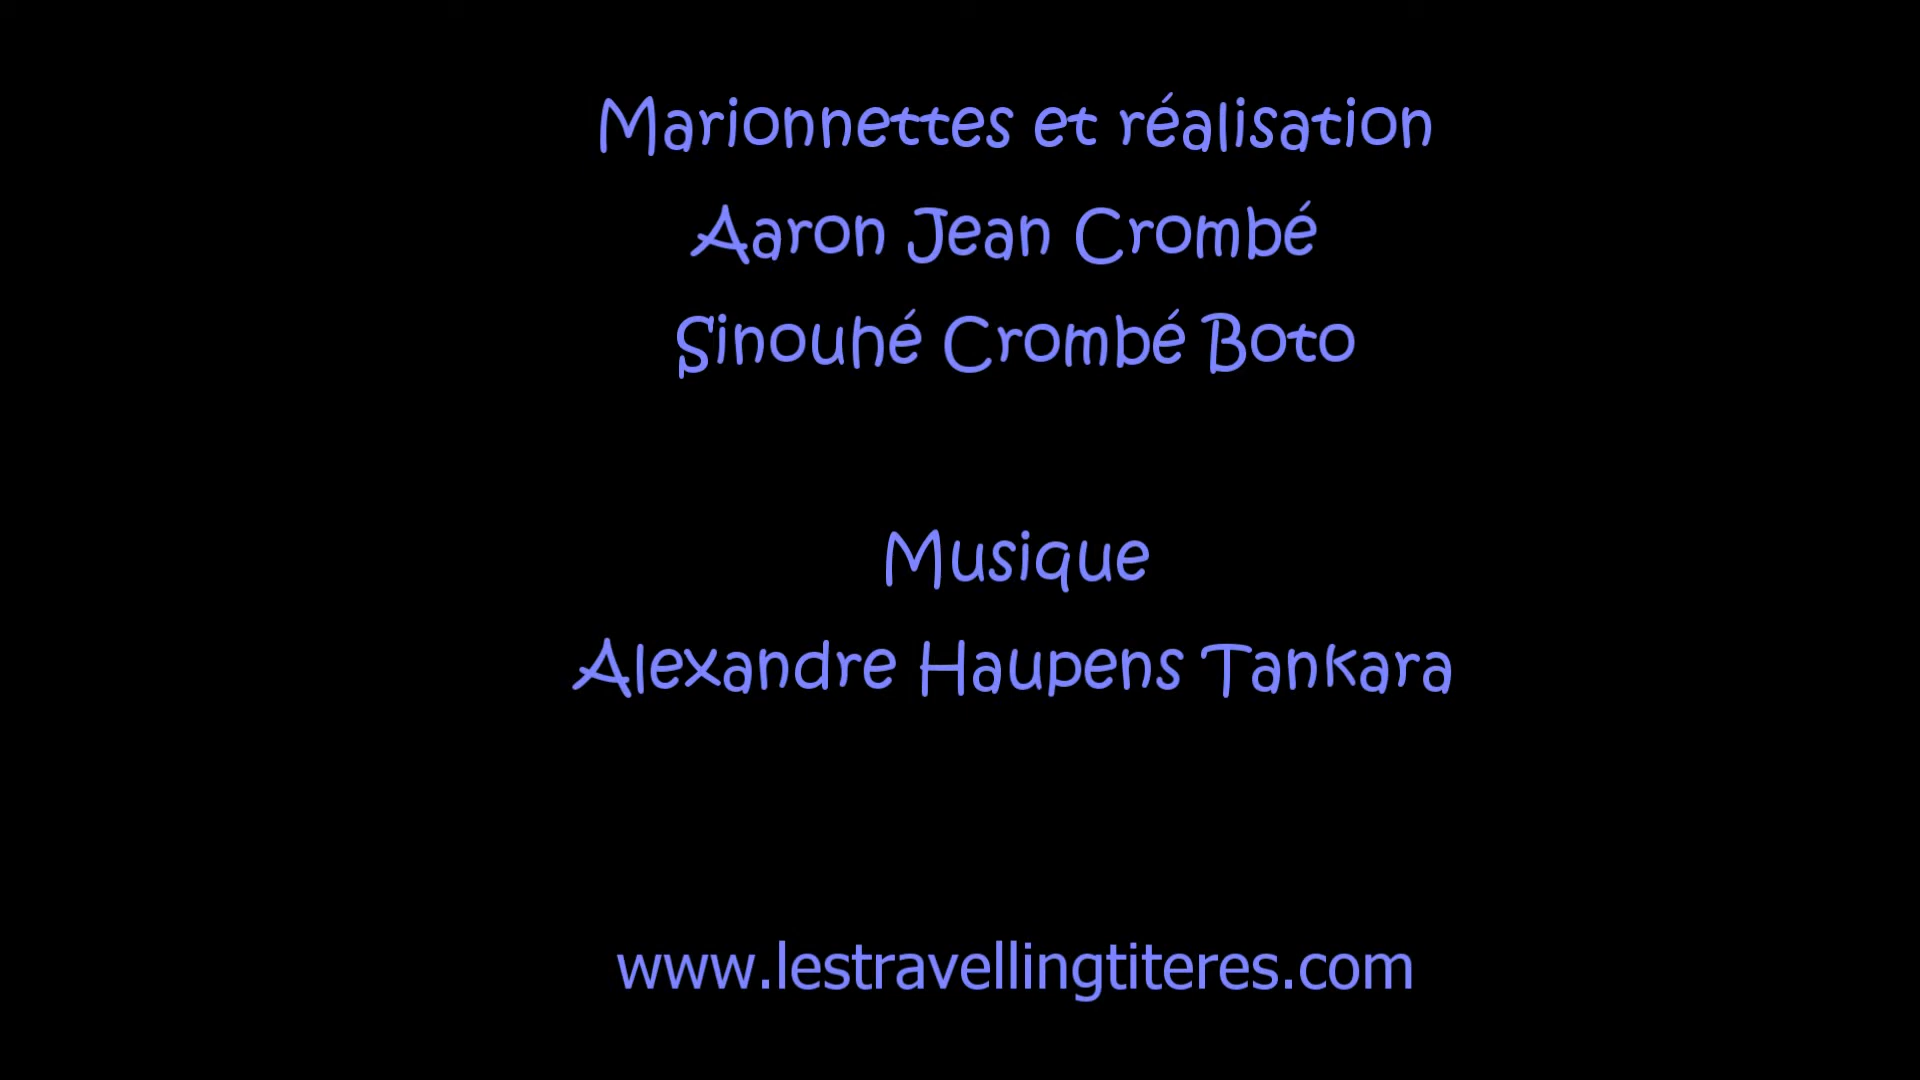 Marionnettes et réalisation
Aaron Jean Crombé
Sinouhé Crombé Boto
Musique
Alexandre Haupens Tankara
www.lestravellingtiteres.com